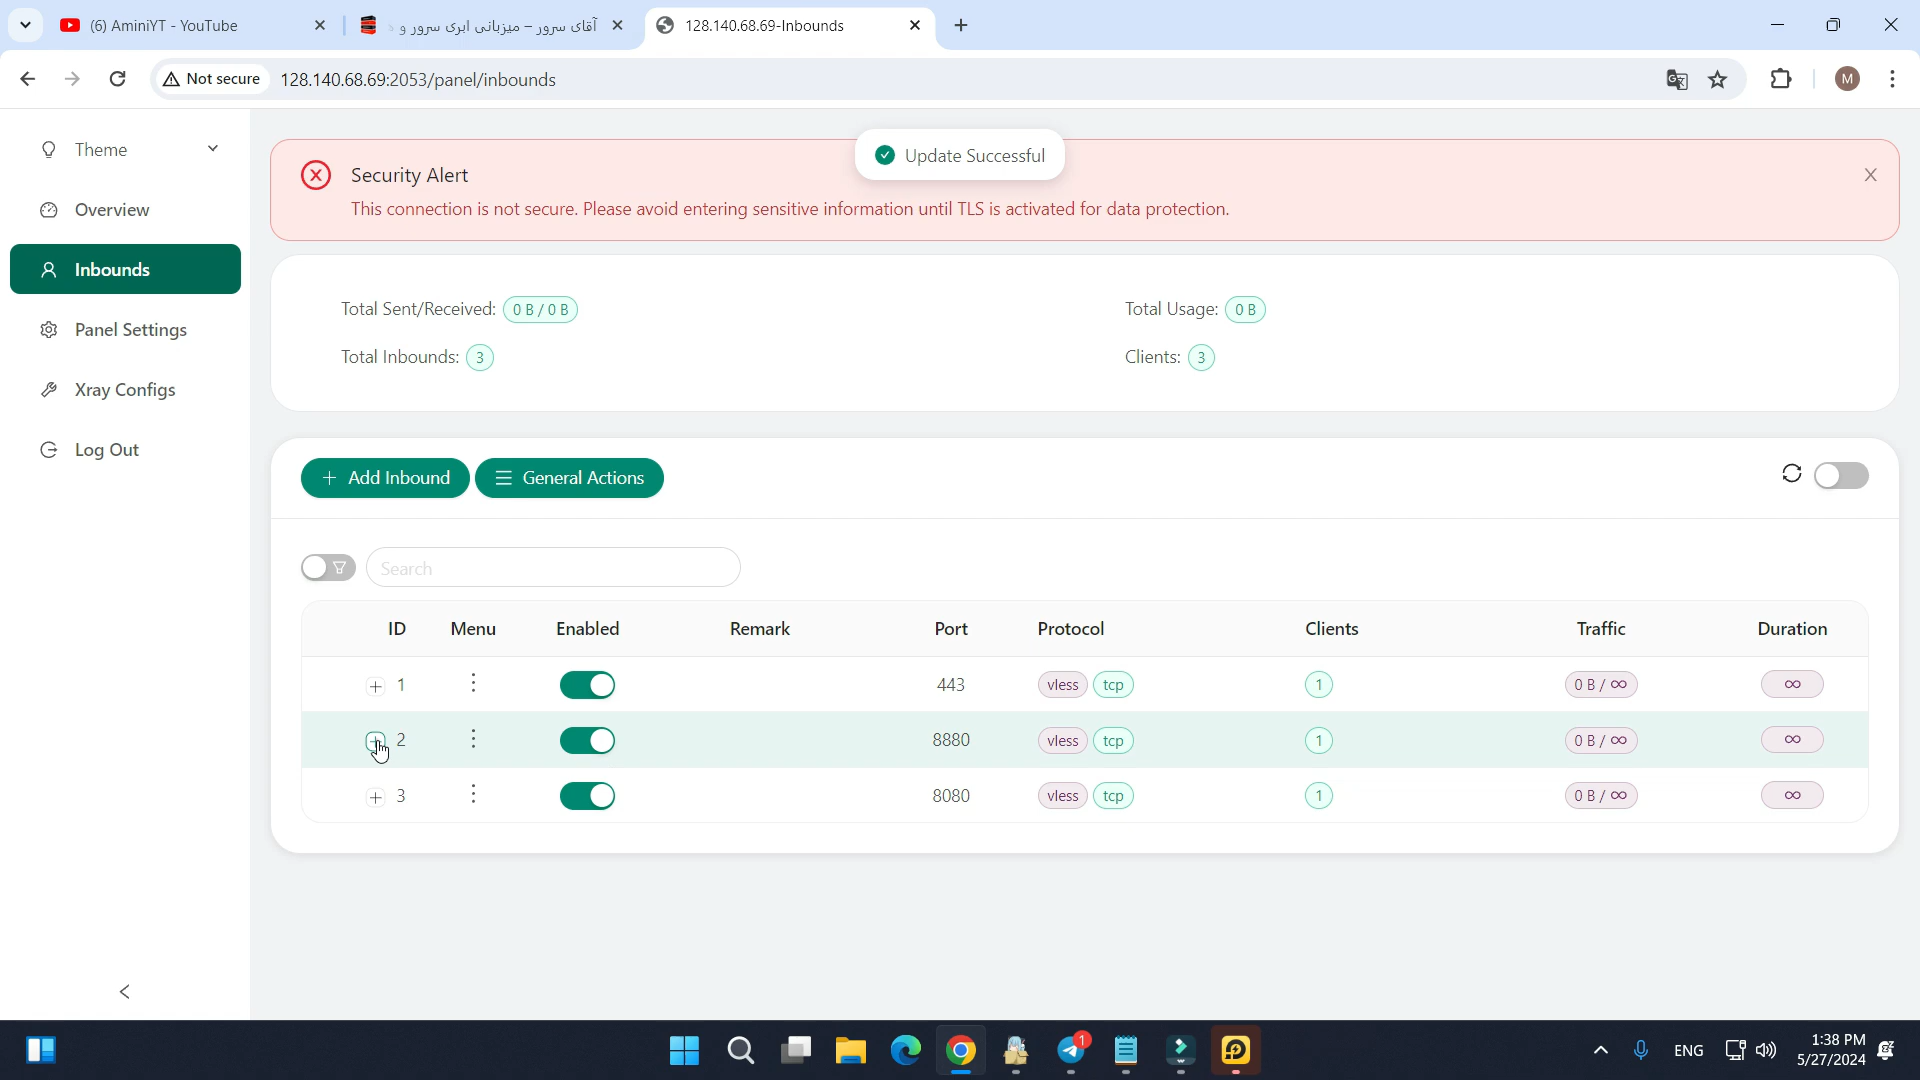 (6) AminiYT - YouTube
آقای سرور – میزبانی ابری سرور و
128.140.68.69-Inbounds
Not secure
128.140.68.69:2053/panel/inbounds
M
Theme
Overview
Inbounds
Panel Settings
Xray Configs
Log Out
Update Successful
Security Alert
This connection is not secure. Please avoid entering sensitive information until TLS is activated for data protection.
Total Sent/Received: 0 B / 0 B
Total Usage: 0 B
Total Inbounds: 3
Clients: 3
+ Add Inbound
General Actions
Search
ID Menu Enabled Remark Port Protocol Clients Traffic Duration
1 443 vless tcp 1 0 B / ∞ ∞
2 8880 vless tcp 1 0 B / ∞ ∞
3 8080 vless tcp 1 0 B / ∞ ∞
1
ENG
1:38 PM
5/27/2024